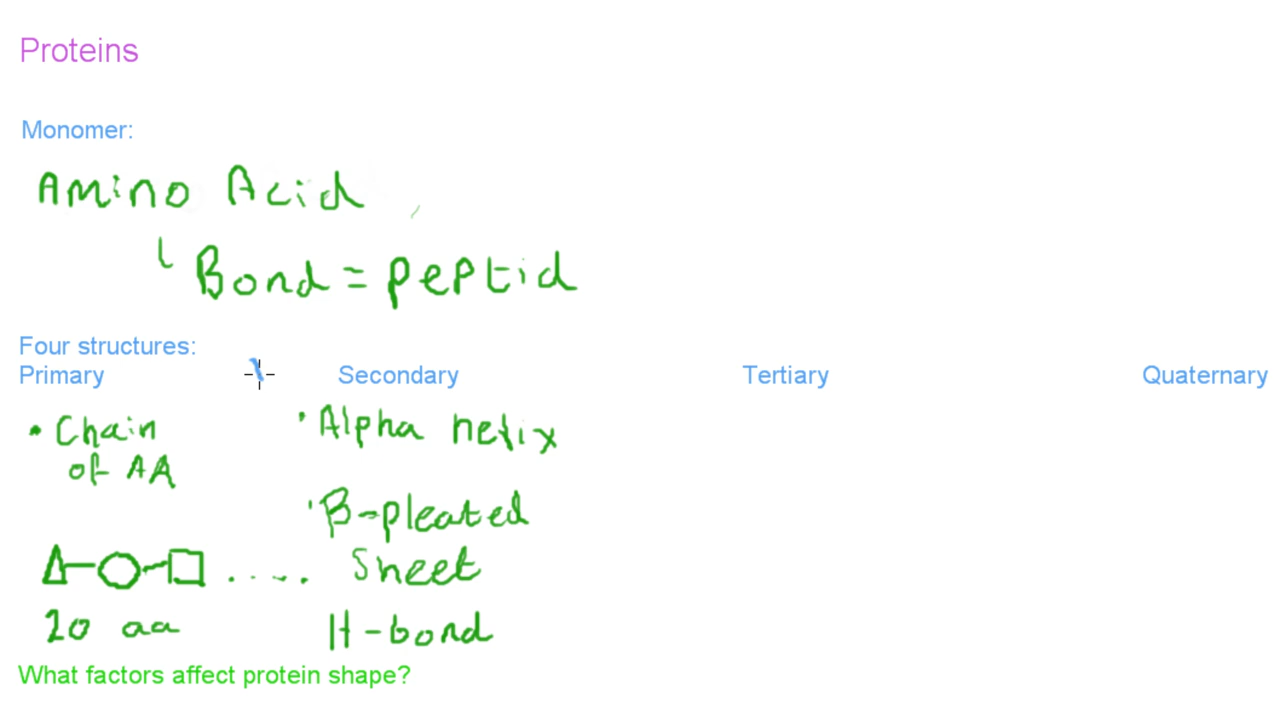 Proteins
Monomer:
Amino Acid
Bond = peptid
Four structures:
Primary Secondary Tertiary Quaternary
• Chain of AA
• Alpha helix
• B-pleated Sheet
20 aa
H-bond
What factors affect protein shape?